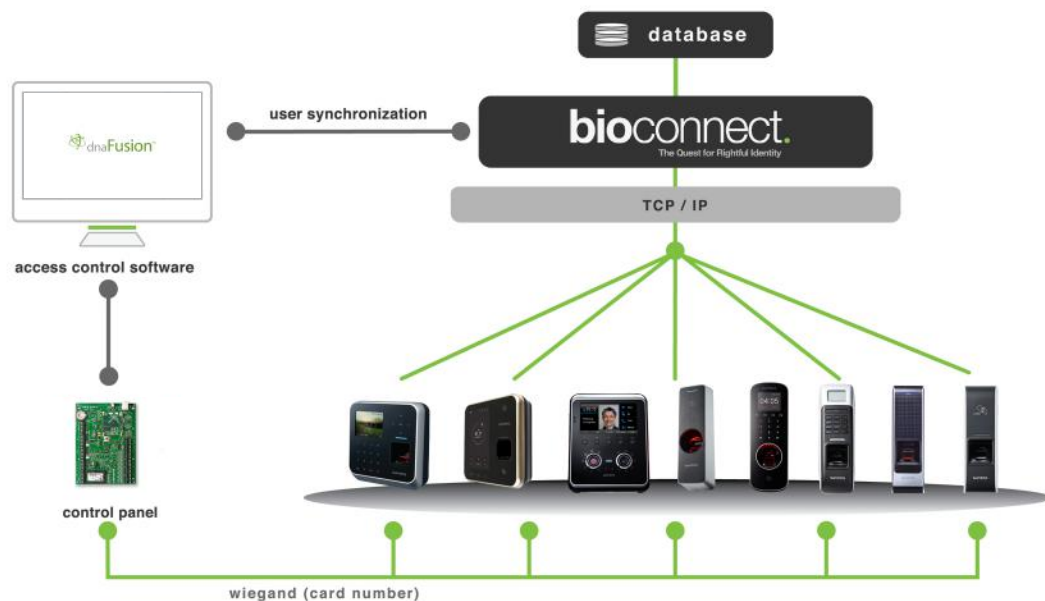 database
user synchronization
bioconnect.
The Quest for Rightful Identity
dnaFusion™
TCP / IP
access control software
control panel
wiegand (card number)